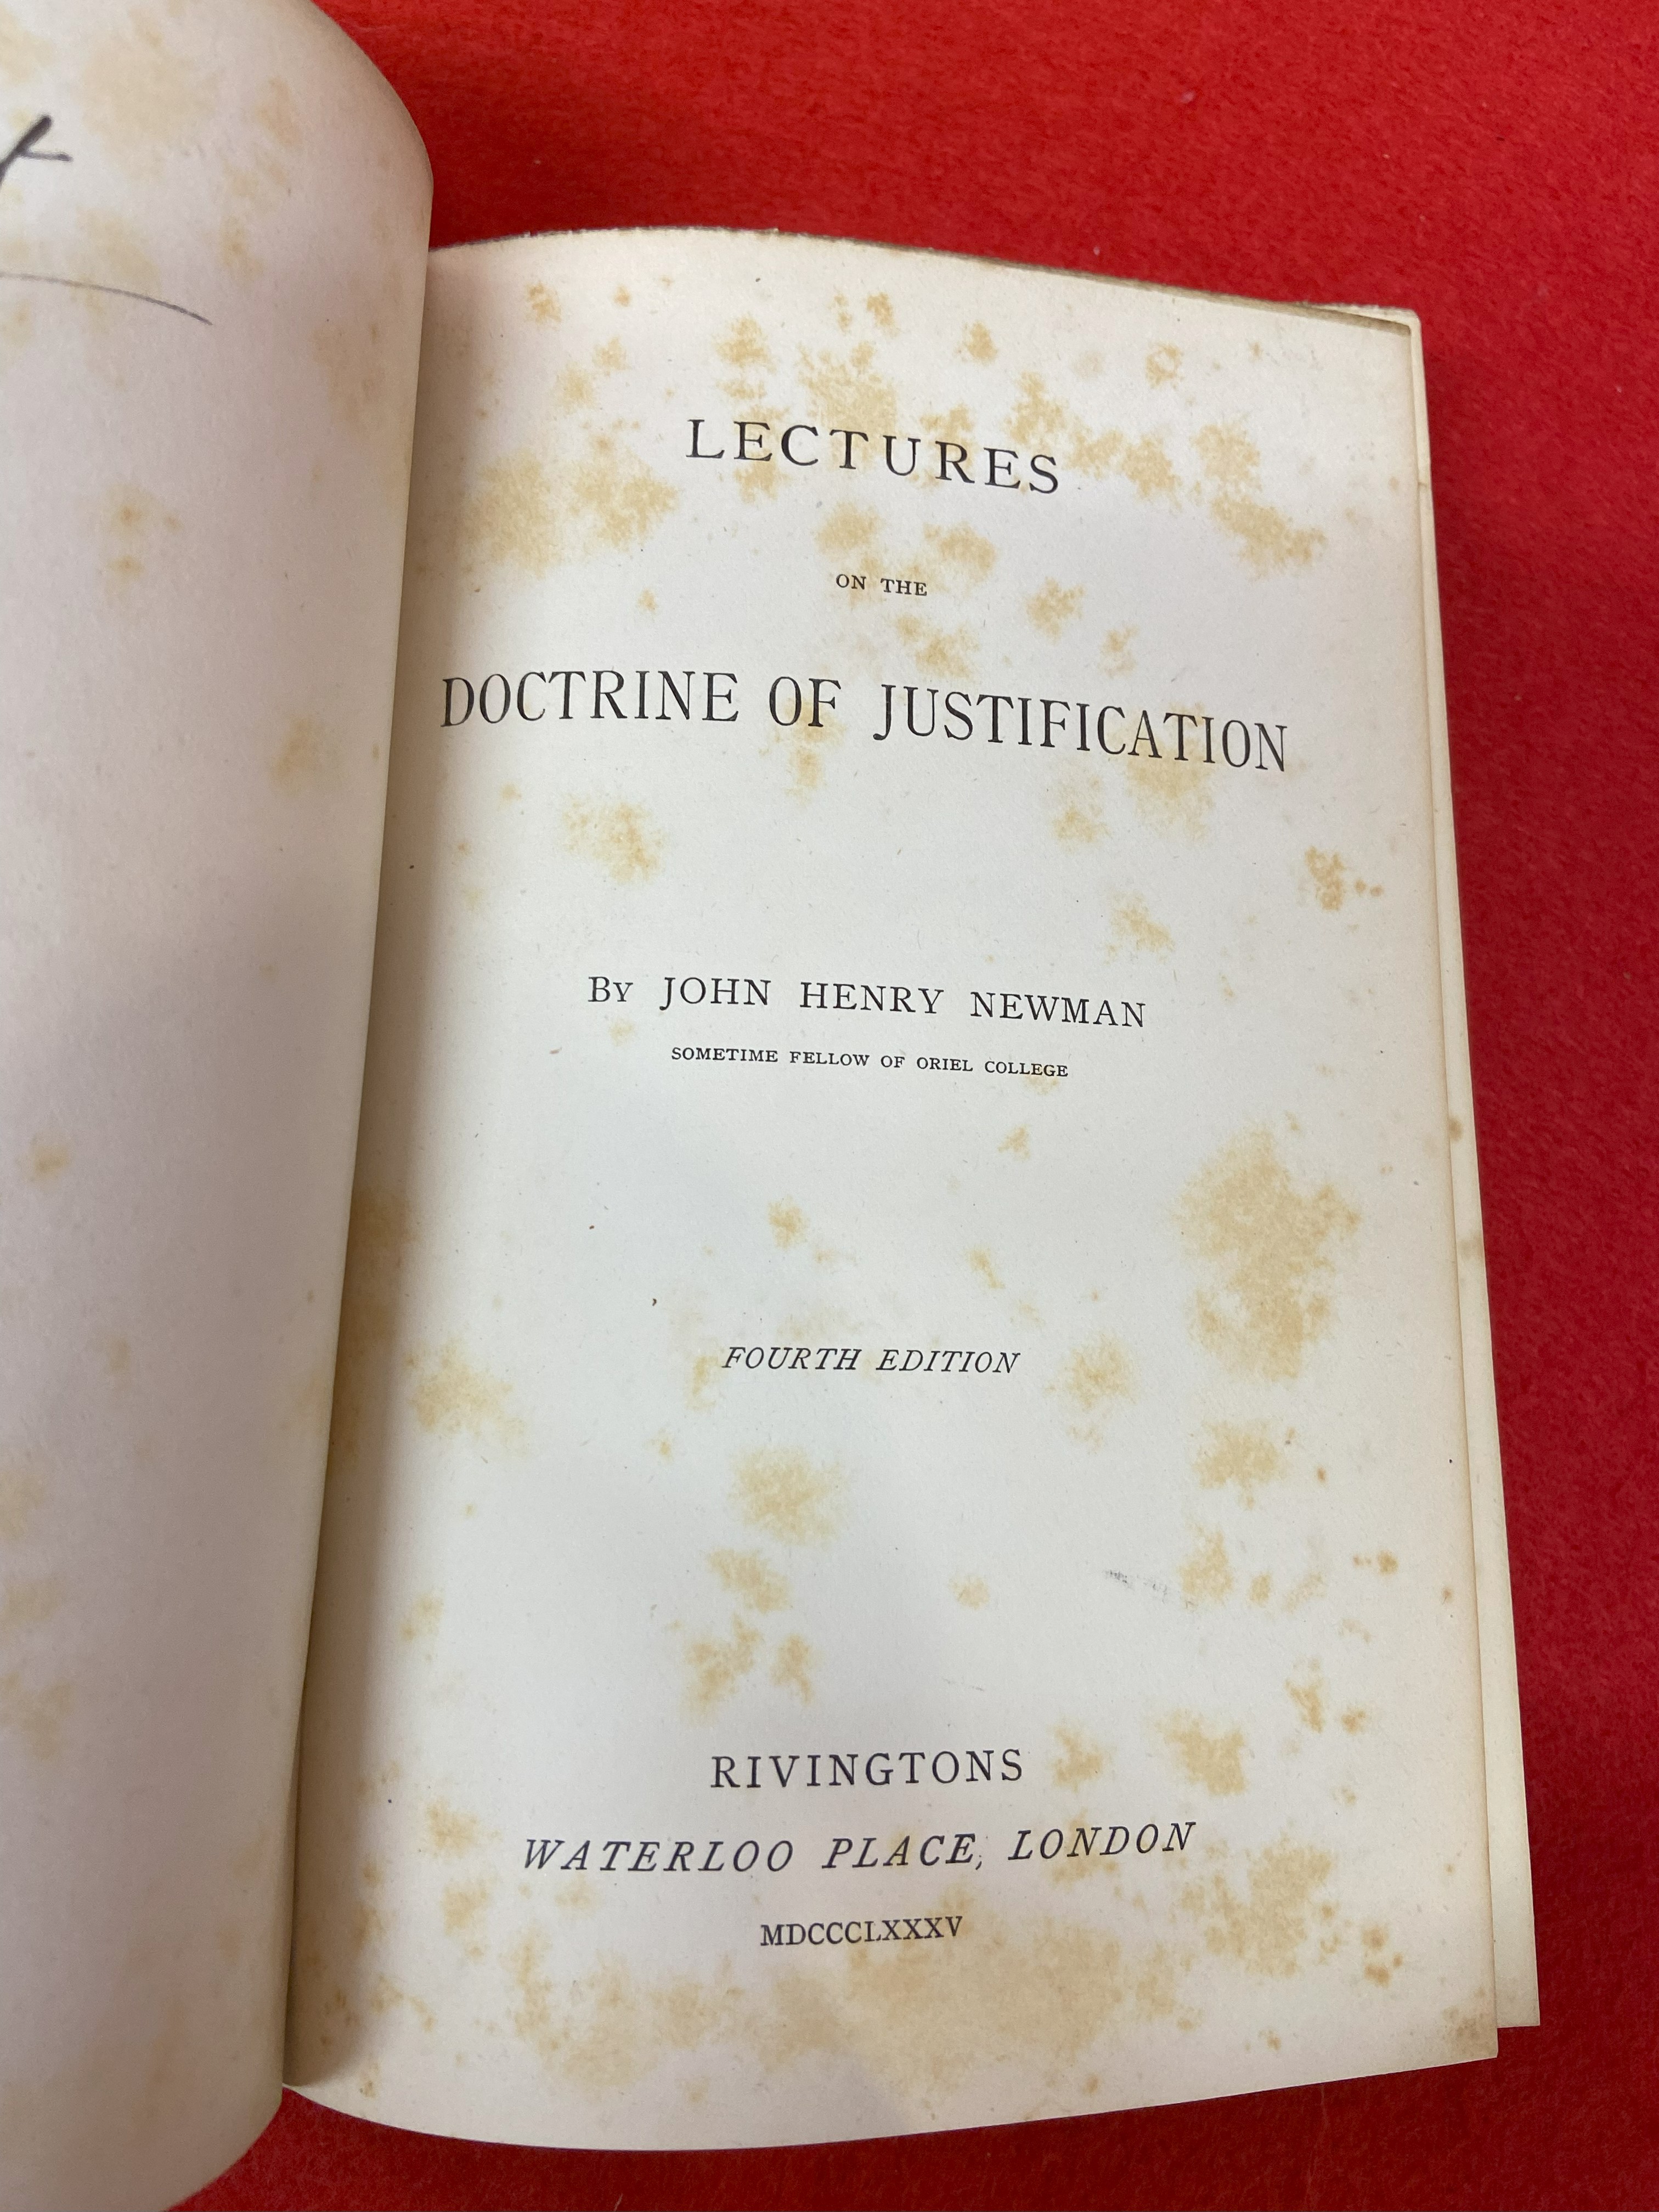 LECTURES
ON THE
DOCTRINE OF JUSTIFICATION
BY JOHN HENRY NEWMAN
SOMETIME FELLOW OF ORIEL COLLEGE
FOURTH EDITION
RIVINGTONS
WATERLOO PLACE, LONDON
MDCCCLXXXV